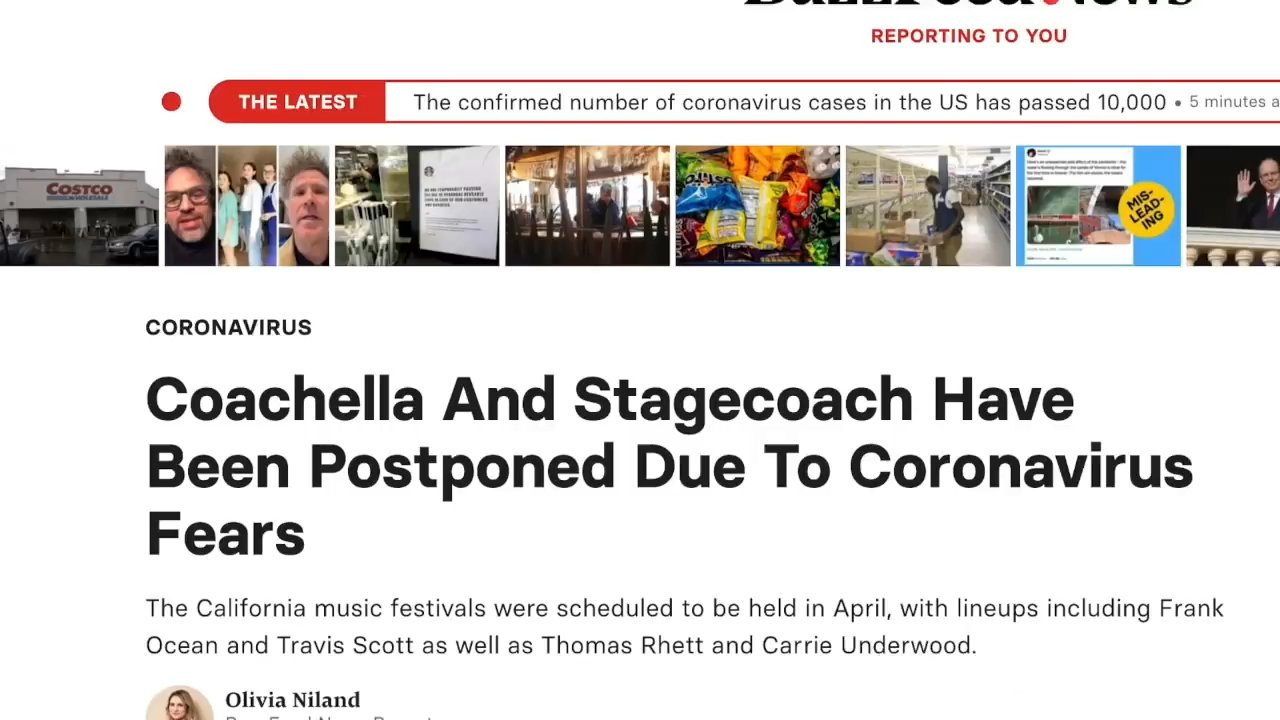 BuzzFeed News
REPORTING TO YOU
THE LATEST
The confirmed number of coronavirus cases in the US has passed 10,000 • 5 minutes a
COSTCO
WHOLESALE
MIS-
LEAD-
ING
CORONAVIRUS
Coachella And Stagecoach Have
Been Postponed Due To Coronavirus
Fears
The California music festivals were scheduled to be held in April, with lineups including Frank
Ocean and Travis Scott as well as Thomas Rhett and Carrie Underwood.
Olivia Niland